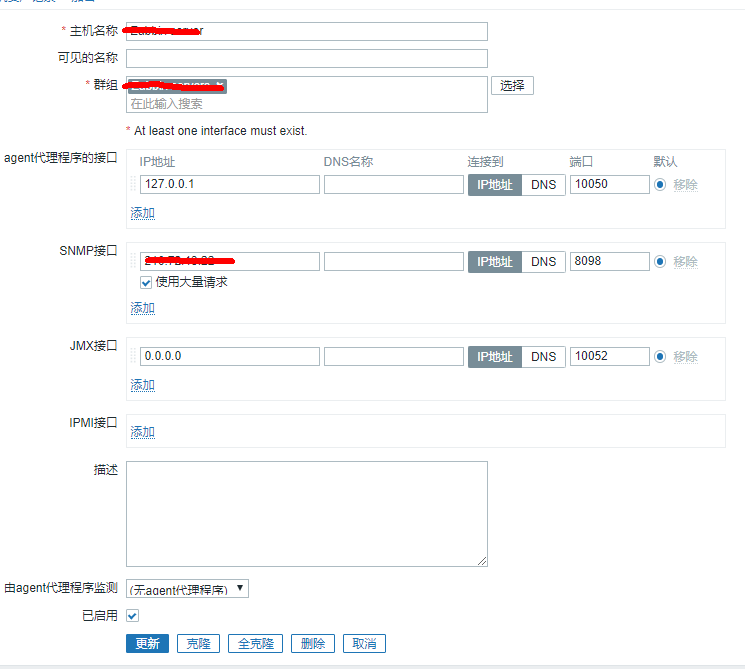 * 主机名称
可见的名称
* 群组
选择
在此输入搜索
* At least one interface must exist.
agent代理程序的接口 IP地址 DNS名称 连接到 端口 默认
127.0.0.1 IP地址 DNS 10050 移除
添加
SNMP接口 IP地址 DNS 8098 移除
使用大量请求
添加
JMX接口 0.0.0.0 IP地址 DNS 10052 移除
添加
IPMI接口
添加
描述
由agent代理程序监测 (无agent代理程序)
已启用
更新 克隆 全克隆 删除 取消